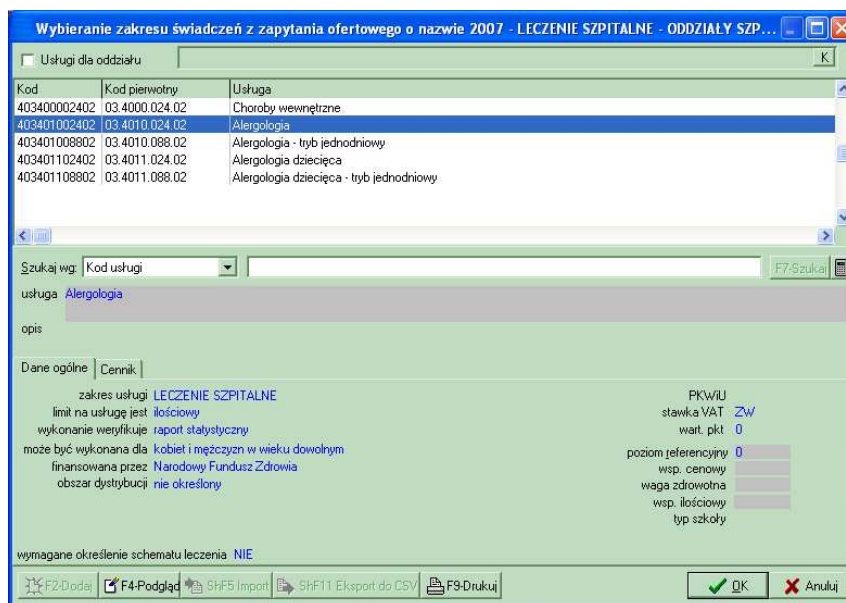 Wybieranie zakresu świadczeń z zapytania ofertowego o nazwie 2007 - LECZENIE SZPITALNE - ODDZIAŁY SZP...
Usługi dla oddziału K
Kod Kod pierwotny Usługa
403400002402 03.4000.024.02 Choroby wewnętrzne
403401002402 03.4010.024.02 Alergologia
403401008802 03.4010.088.02 Alergologia - tryb jednodniowy
403401102402 03.4011.024.02 Alergologia dziecięca
403401108802 03.4011.088.02 Alergologia dziecięca - tryb jednodniowy
Szukaj wg: Kod usługi F7-Szukaj
usługa Alergologia
opis
Dane ogólne Cennik
zakres usługi LECZENIE SZPITALNE PKWiU
limit na usługę jest ilościowy stawka VAT ZW
wykonanie weryfikuje raport statystyczny wart. pkt 0
może być wykonana dla kobiet i mężczyzn w wieku dowolnym poziom referencyjny 0
finansowana przez Narodowy Fundusz Zdrowia wsp. cenowy
obszar dystrybucji nie określony waga zdrowotna
wsp. ilościowy
typ szkoły
wymagane określenie schematu leczenia NIE
F2-Dodaj F4-Podgląd ShF5 Import ShF11 Eksport do CSV F9-Drukuj OK Anuluj